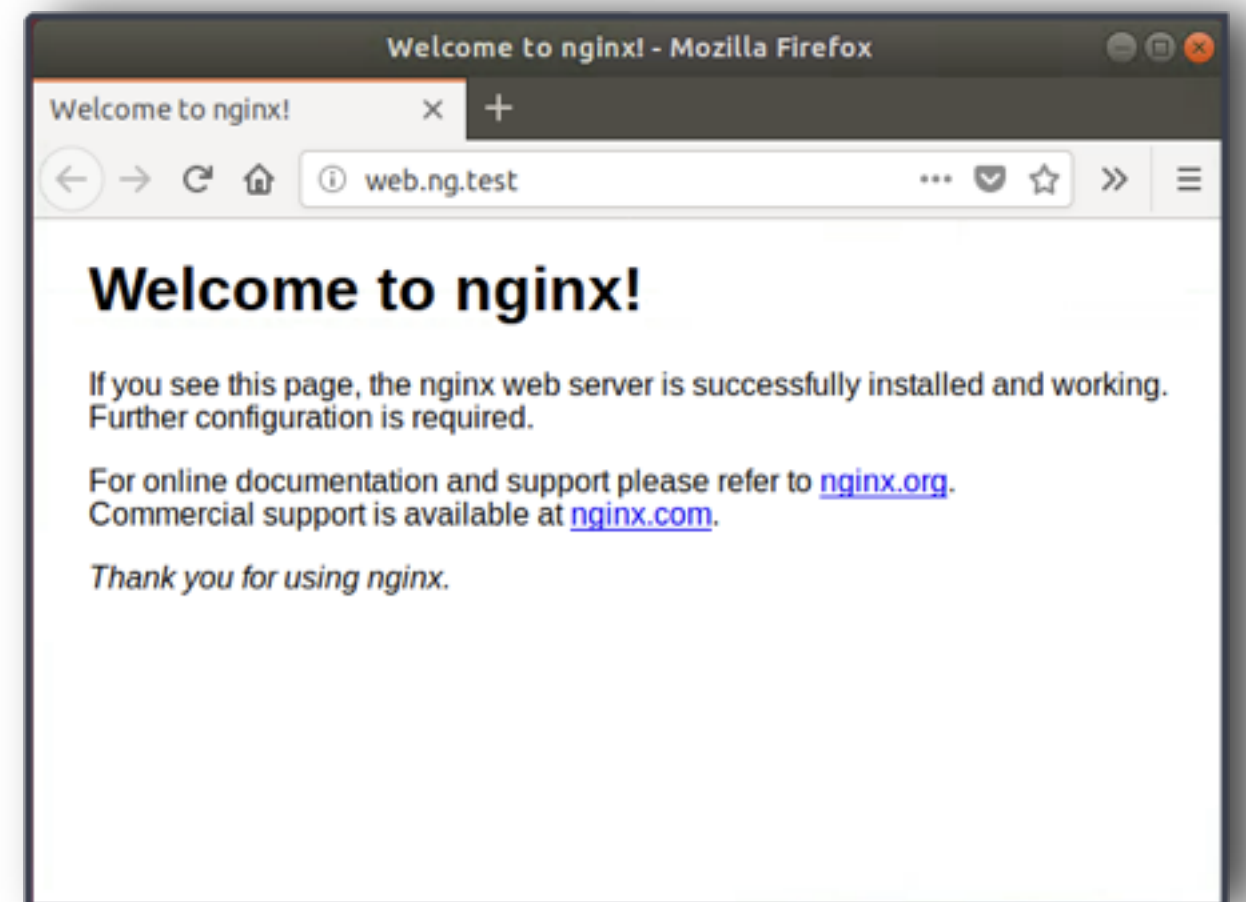 Welcome to nginx! - Mozilla Firefox
Welcome to nginx!
web.ng.test
Welcome to nginx!
If you see this page, the nginx web server is successfully installed and working.
Further configuration is required.
For online documentation and support please refer to nginx.org.
Commercial support is available at nginx.com.
Thank you for using nginx.